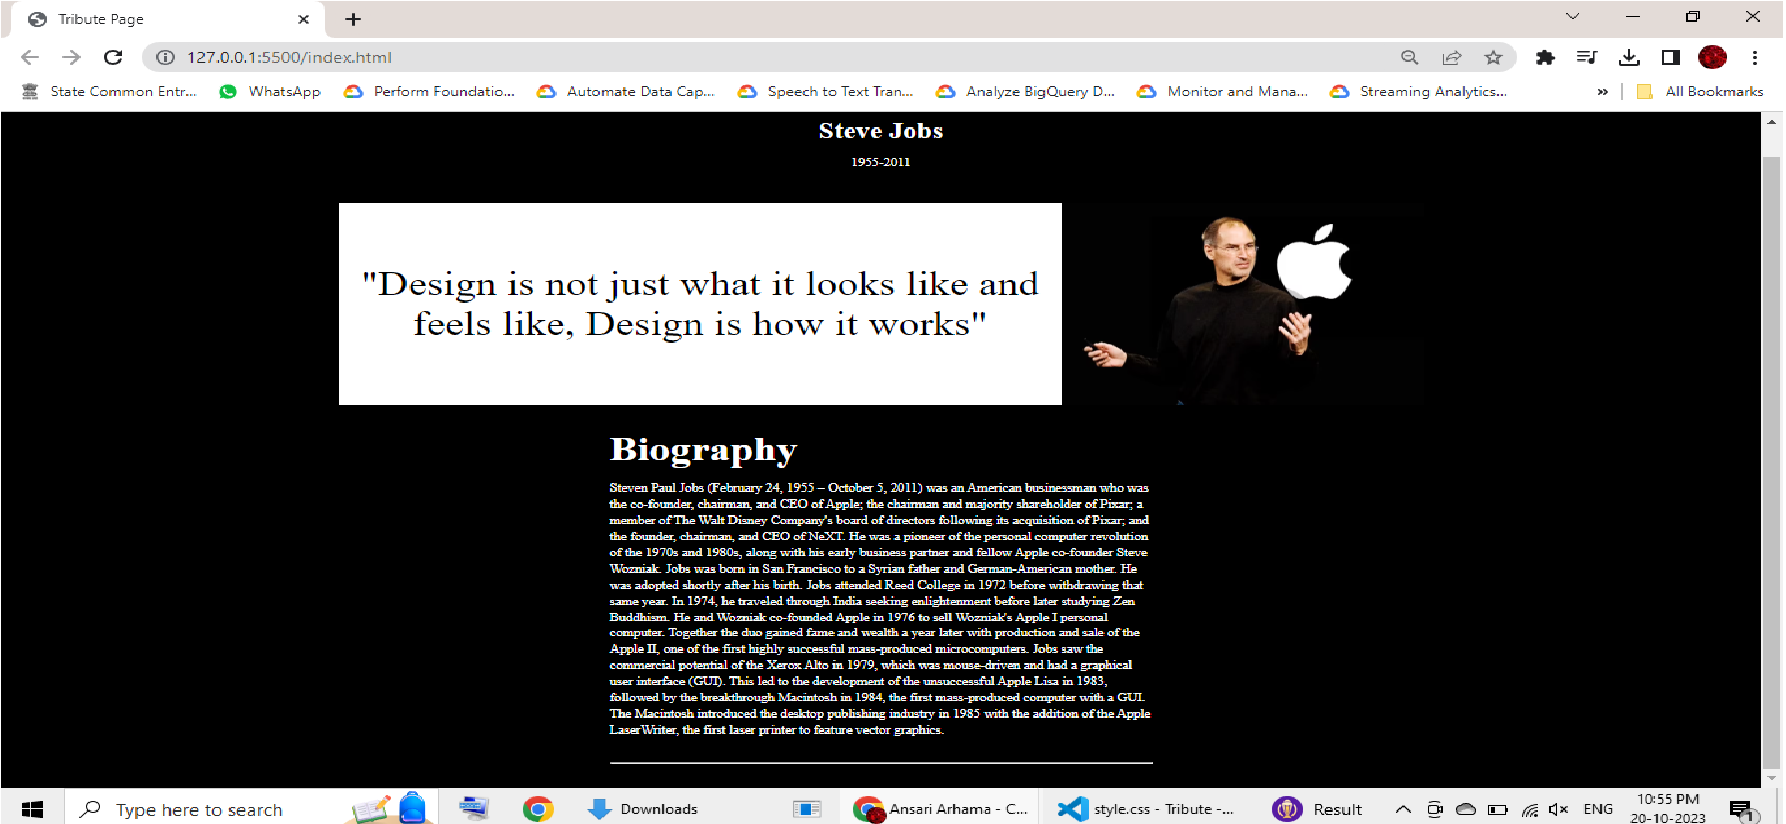 Tribute Page
127.0.0.1:5500/index.html
State Common Entr... WhatsApp Perform Foundatio... Automate Data Cap... Speech to Text Tran... Analyze BigQuery D... Monitor and Mana... Streaming Analytics... » All Bookmarks
Steve Jobs
1955-2011
"Design is not just what it looks like and
feels like, Design is how it works"
Biography
Steven Paul Jobs (February 24, 1955 – October 5, 2011) was an American businessman who was
the co-founder, chairman, and CEO of Apple; the chairman and majority shareholder of Pixar; a
member of The Walt Disney Company's board of directors following its acquisition of Pixar; and
the founder, chairman, and CEO of NeXT. He was a pioneer of the personal computer revolution
of the 1970s and 1980s, along with his early business partner and fellow Apple co-founder Steve
Wozniak. Jobs was born in San Francisco to a Syrian father and German-American mother. He
was adopted shortly after his birth. Jobs attended Reed College in 1972 before withdrawing that
same year. In 1974, he traveled through India seeking enlightenment before later studying Zen
Buddhism. He and Wozniak co-founded Apple in 1976 to sell Wozniak's Apple I personal
computer. Together the duo gained fame and wealth a year later with production and sale of the
Apple II, one of the first highly successful mass-produced microcomputers. Jobs saw the
commercial potential of the Xerox Alto in 1979, which was mouse-driven and had a graphical
user interface (GUI). This led to the development of the unsuccessful Apple Lisa in 1983,
followed by the breakthrough Macintosh in 1984, the first mass-produced computer with a GUI.
The Macintosh introduced the desktop publishing industry in 1985 with the addition of the Apple
LaserWriter, the first laser printer to feature vector graphics.
Type here to search Downloads Ansari Arhama - C... style.css - Tribute -... Result ENG 10:55 PM
20-10-2023 1